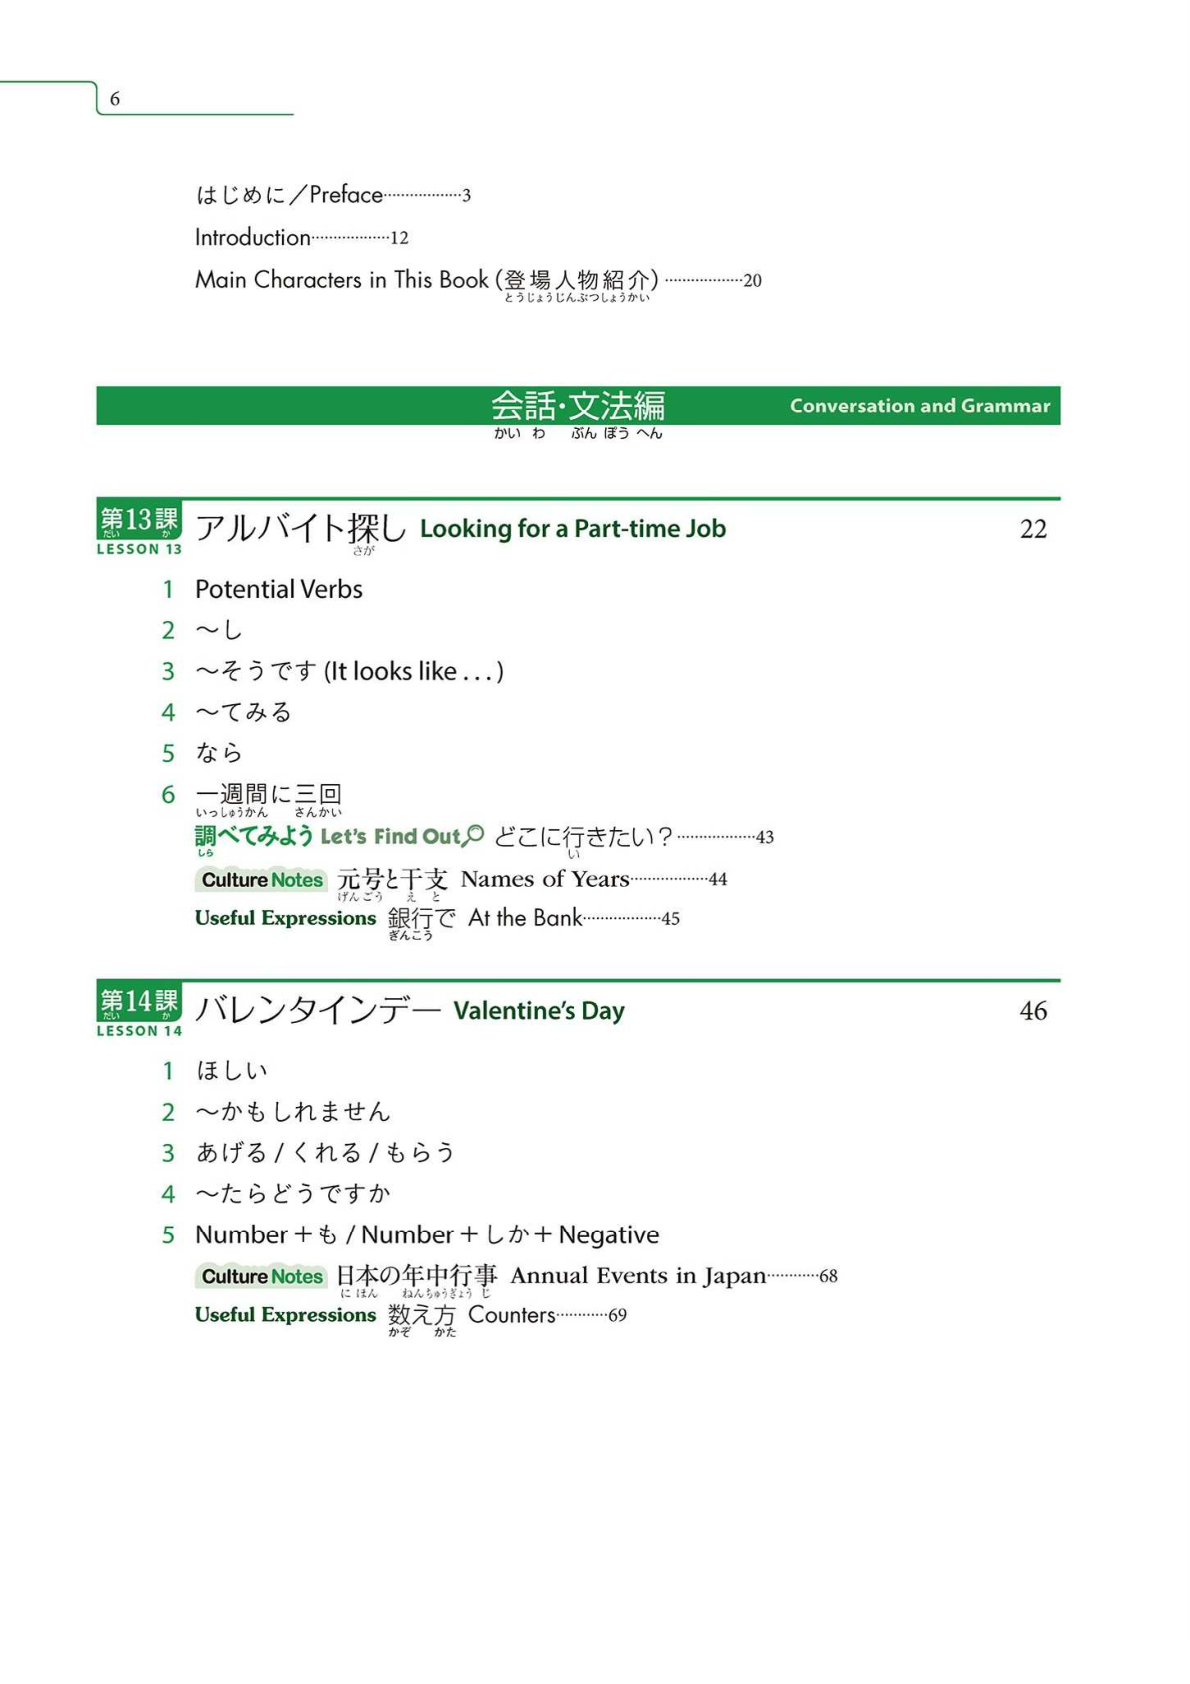 6
はじめに／Preface··················3
Introduction··················12
Main Characters in This Book (登場人物紹介) ··················20
とうじょうじんぶつしょうかい
会話・文法編 Conversation and Grammar
かい わ ぶん ぽう へん
第13課 アルバイト探し Looking for a Part-time Job 22
だい か さが
LESSON 13
1 Potential Verbs
2 〜し
3 〜そうです (It looks like . . . )
4 〜てみる
5 なら
6 一週間に三回
いっしゅうかん さんかい
調べてみよう Let's Find Out どこに行きたい？··················43
しら い
Culture Notes 元号と干支 Names of Years··················44
げんごう え と
Useful Expressions 銀行で At the Bank··················45
ぎんこう
第14課 バレンタインデー Valentine's Day 46
だい か
LESSON 14
1 ほしい
2 〜かもしれません
3 あげる / くれる / もらう
4 〜たらどうですか
5 Number＋も / Number＋しか＋Negative
Culture Notes 日本の年中行事 Annual Events in Japan···········68
に ほん ねんちゅうぎょう じ
Useful Expressions 数え方 Counters···········69
かぞ かた